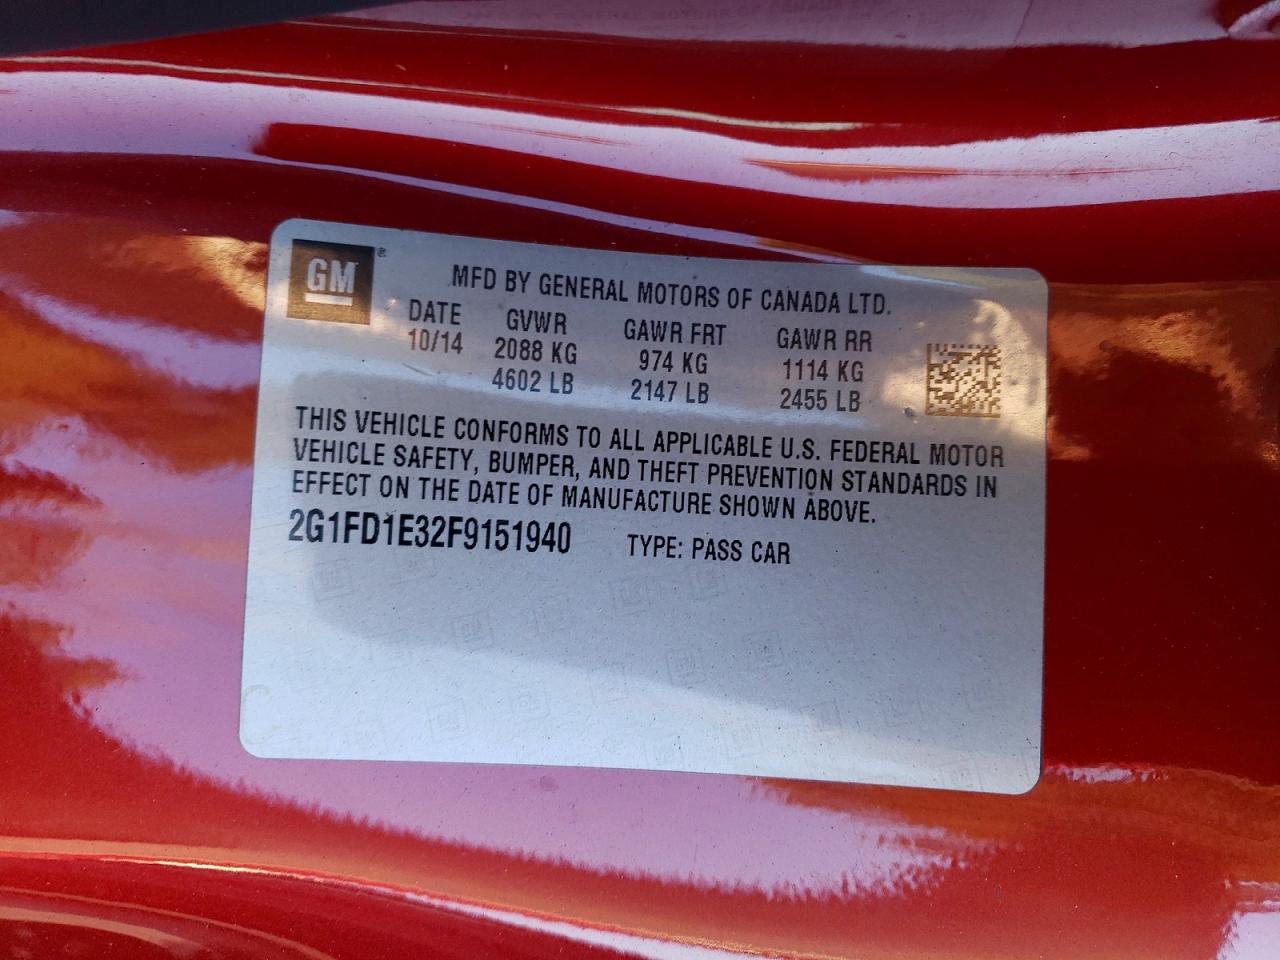 GM ®
MFD BY GENERAL MOTORS OF CANADA LTD.
DATE GVWR GAWR FRT GAWR RR
10/14 2088 KG 974 KG 1114 KG
4602 LB 2147 LB 2455 LB
THIS VEHICLE CONFORMS TO ALL APPLICABLE U.S. FEDERAL MOTOR
VEHICLE SAFETY, BUMPER, AND THEFT PREVENTION STANDARDS IN
EFFECT ON THE DATE OF MANUFACTURE SHOWN ABOVE.
2G1FD1E32F9151940 TYPE: PASS CAR